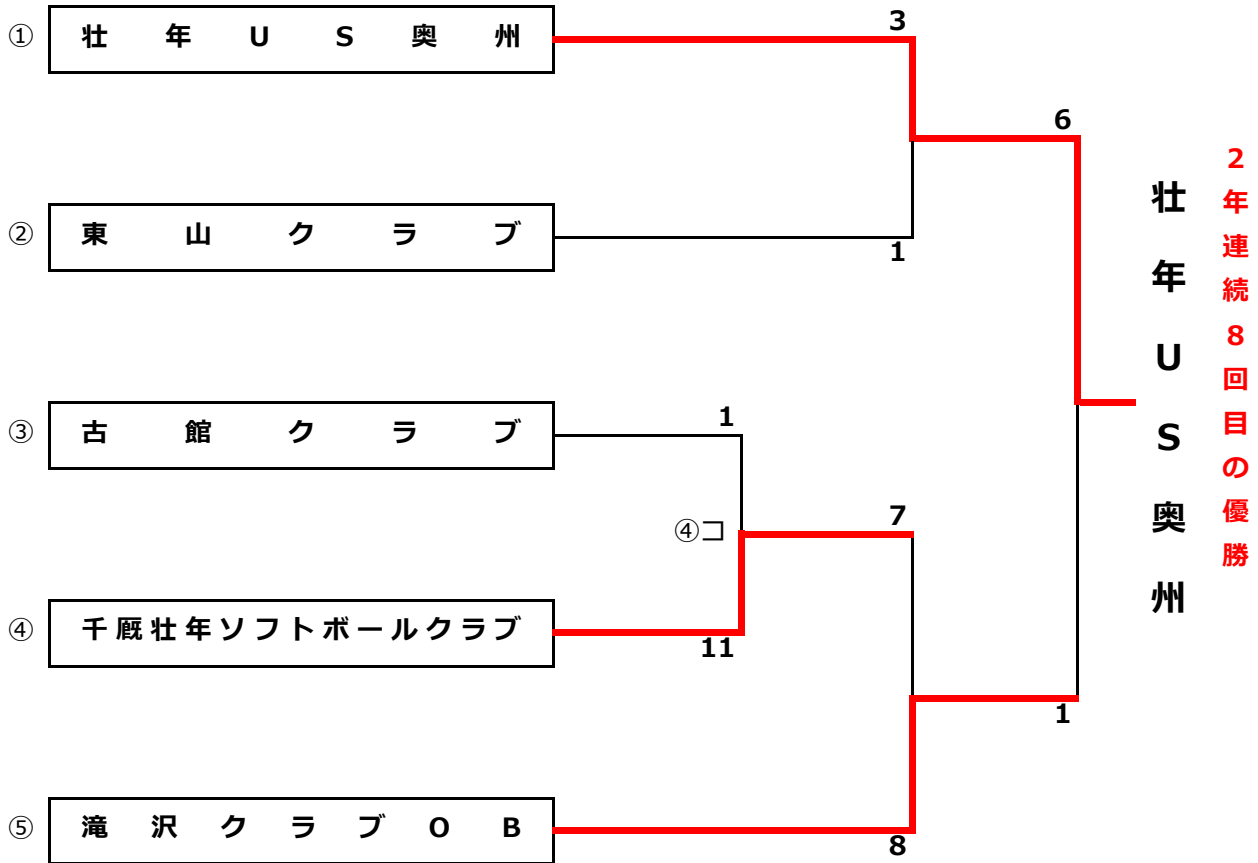 ① 壮年US奥州
3
6
② 東山クラブ
1
③ 古館クラブ
1
④コ
7
④ 千厩壮年ソフトボールクラブ
11
1
⑤ 滝沢クラブOB
8
壮年US奥州
2年連続8回目の優勝